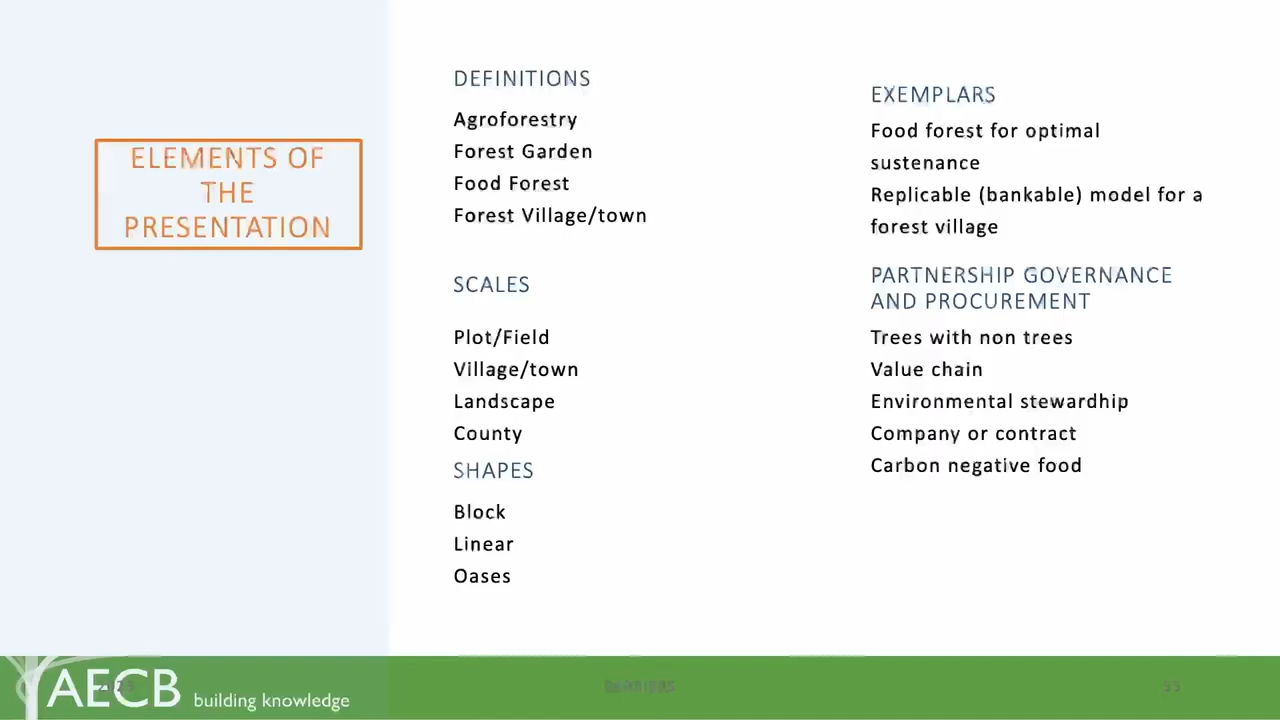 ELEMENTS OF
THE
PRESENTATION
DEFINITIONS
Agroforestry
Forest Garden
Food Forest
Forest Village/town
SCALES
Plot/Field
Village/town
Landscape
County
SHAPES
Block
Linear
Oases
EXEMPLARS
Food forest for optimal
sustenance
Replicable (bankable) model for a
forest village
PARTNERSHIP GOVERNANCE
AND PROCUREMENT
Trees with non trees
Value chain
Environmental stewardhip
Company or contract
Carbon negative food
AECB building knowledge